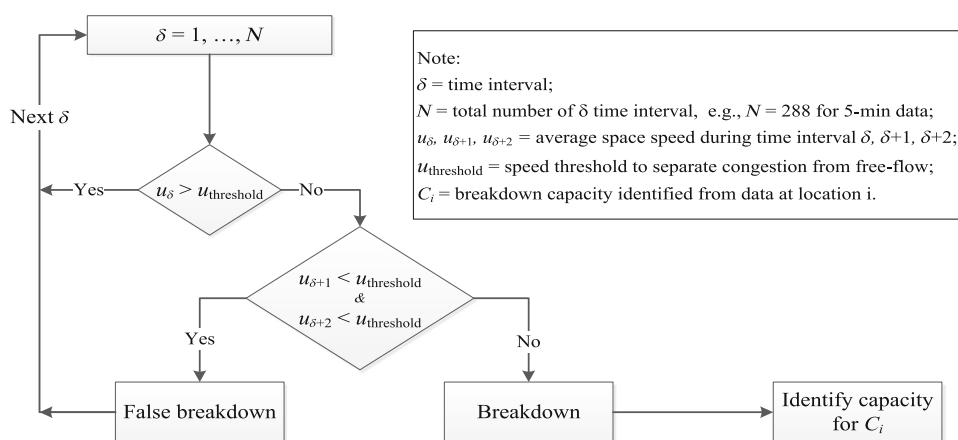 δ = 1, …, N
Next δ
Yes
u_δ > u_threshold
No
u_δ+1 < u_threshold
&
u_δ+2 < u_threshold
Yes
No
False breakdown
Breakdown
Identify capacity
for C_i
Note:
δ = time interval;
N = total number of δ time interval, e.g., N = 288 for 5-min data;
u_δ, u_δ+1, u_δ+2 = average space speed during time interval δ, δ+1, δ+2;
u_threshold = speed threshold to separate congestion from free-flow;
C_i = breakdown capacity identified from data at location i.